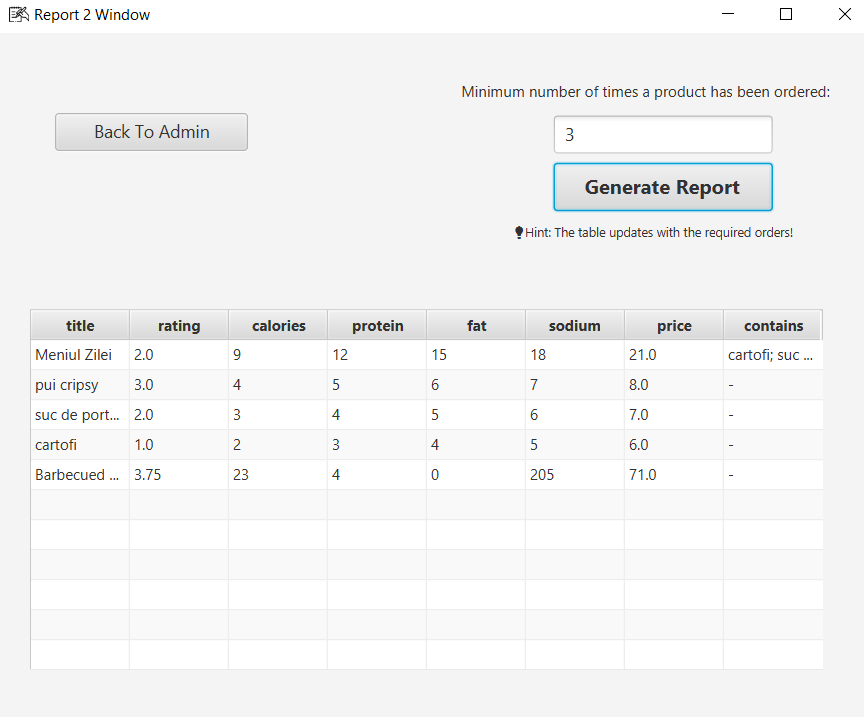 Report 2 Window
Minimum number of times a product has been ordered:
Back To Admin
3
Generate Report
Hint: The table updates with the required orders!
title rating calories protein fat sodium price contains
Meniul Zilei 2.0 9 12 15 18 21.0 cartofi; suc ...
pui cripsy 3.0 4 5 6 7 8.0 -
suc de port... 2.0 3 4 5 6 7.0 -
cartofi 1.0 2 3 4 5 6.0 -
Barbecued ... 3.75 23 4 0 205 71.0 -